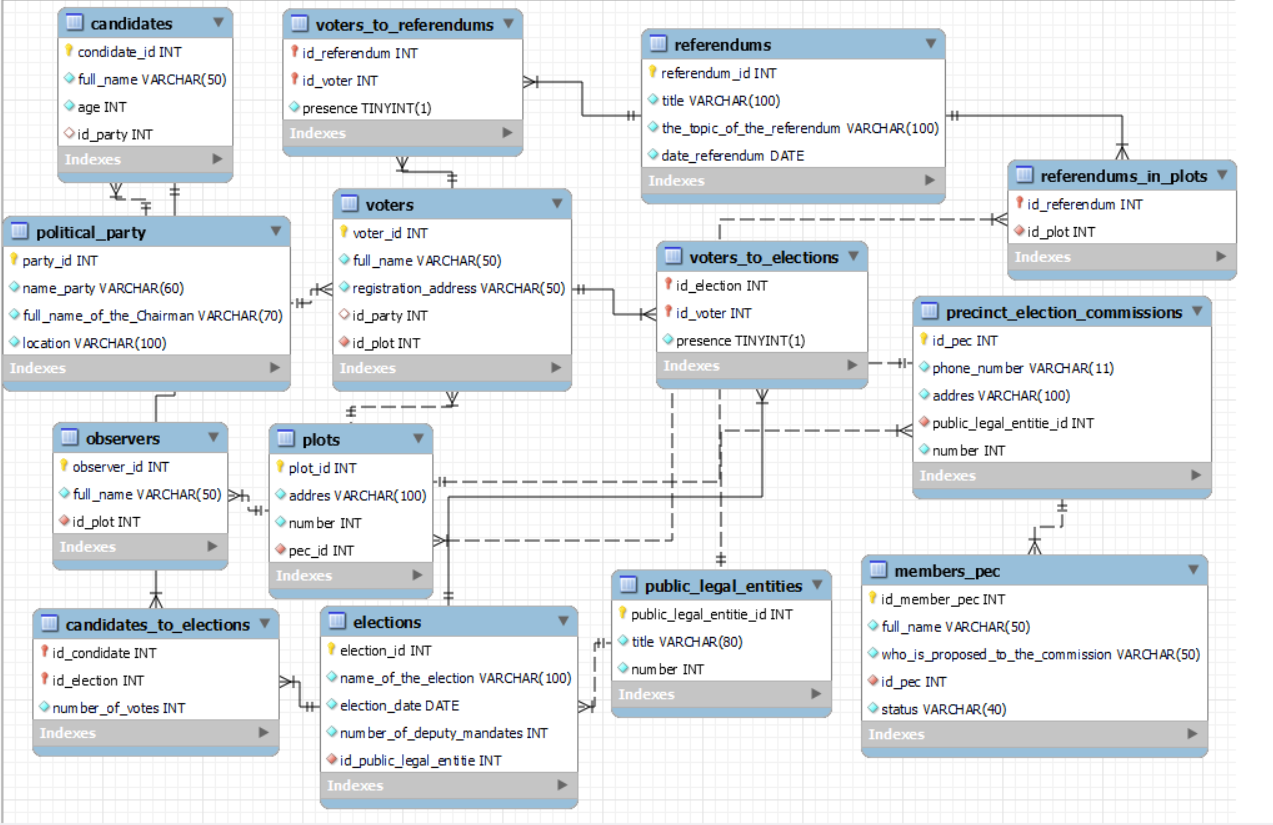 candidates
condidate_id INT
full_name VARCHAR(50)
age INT
id_party INT
Indexes
voters_to_referendums
id_referendum INT
id_voter INT
presence TINYINT(1)
Indexes
referendums
referendum_id INT
title VARCHAR(100)
the_topic_of_the_referendum VARCHAR(100)
date_referendum DATE
Indexes
referendums_in_plots
id_referendum INT
id_plot INT
Indexes
political_party
party_id INT
name_party VARCHAR(60)
full_name_of_the_Chairman VARCHAR(70)
location VARCHAR(100)
Indexes
voters
voter_id INT
full_name VARCHAR(50)
registration_address VARCHAR(50)
id_party INT
id_plot INT
Indexes
voters_to_elections
id_election INT
id_voter INT
presence TINYINT(1)
Indexes
precinct_election_commissions
id_pec INT
phone_number VARCHAR(11)
addres VARCHAR(100)
public_legal_entitie_id INT
number INT
Indexes
observers
observer_id INT
full_name VARCHAR(50)
id_plot INT
Indexes
plots
plot_id INT
addres VARCHAR(100)
number INT
pec_id INT
Indexes
public_legal_entities
public_legal_entitie_id INT
title VARCHAR(80)
number INT
Indexes
members_pec
id_member_pec INT
full_name VARCHAR(50)
who_is_proposed_to_the_commission VARCHAR(50)
id_pec INT
status VARCHAR(40)
Indexes
candidates_to_elections
id_condidate INT
id_election INT
number_of_votes INT
Indexes
elections
election_id INT
name_of_the_election VARCHAR(100)
election_date DATE
number_of_deputy_mandates INT
id_public_legal_entitie INT
Indexes